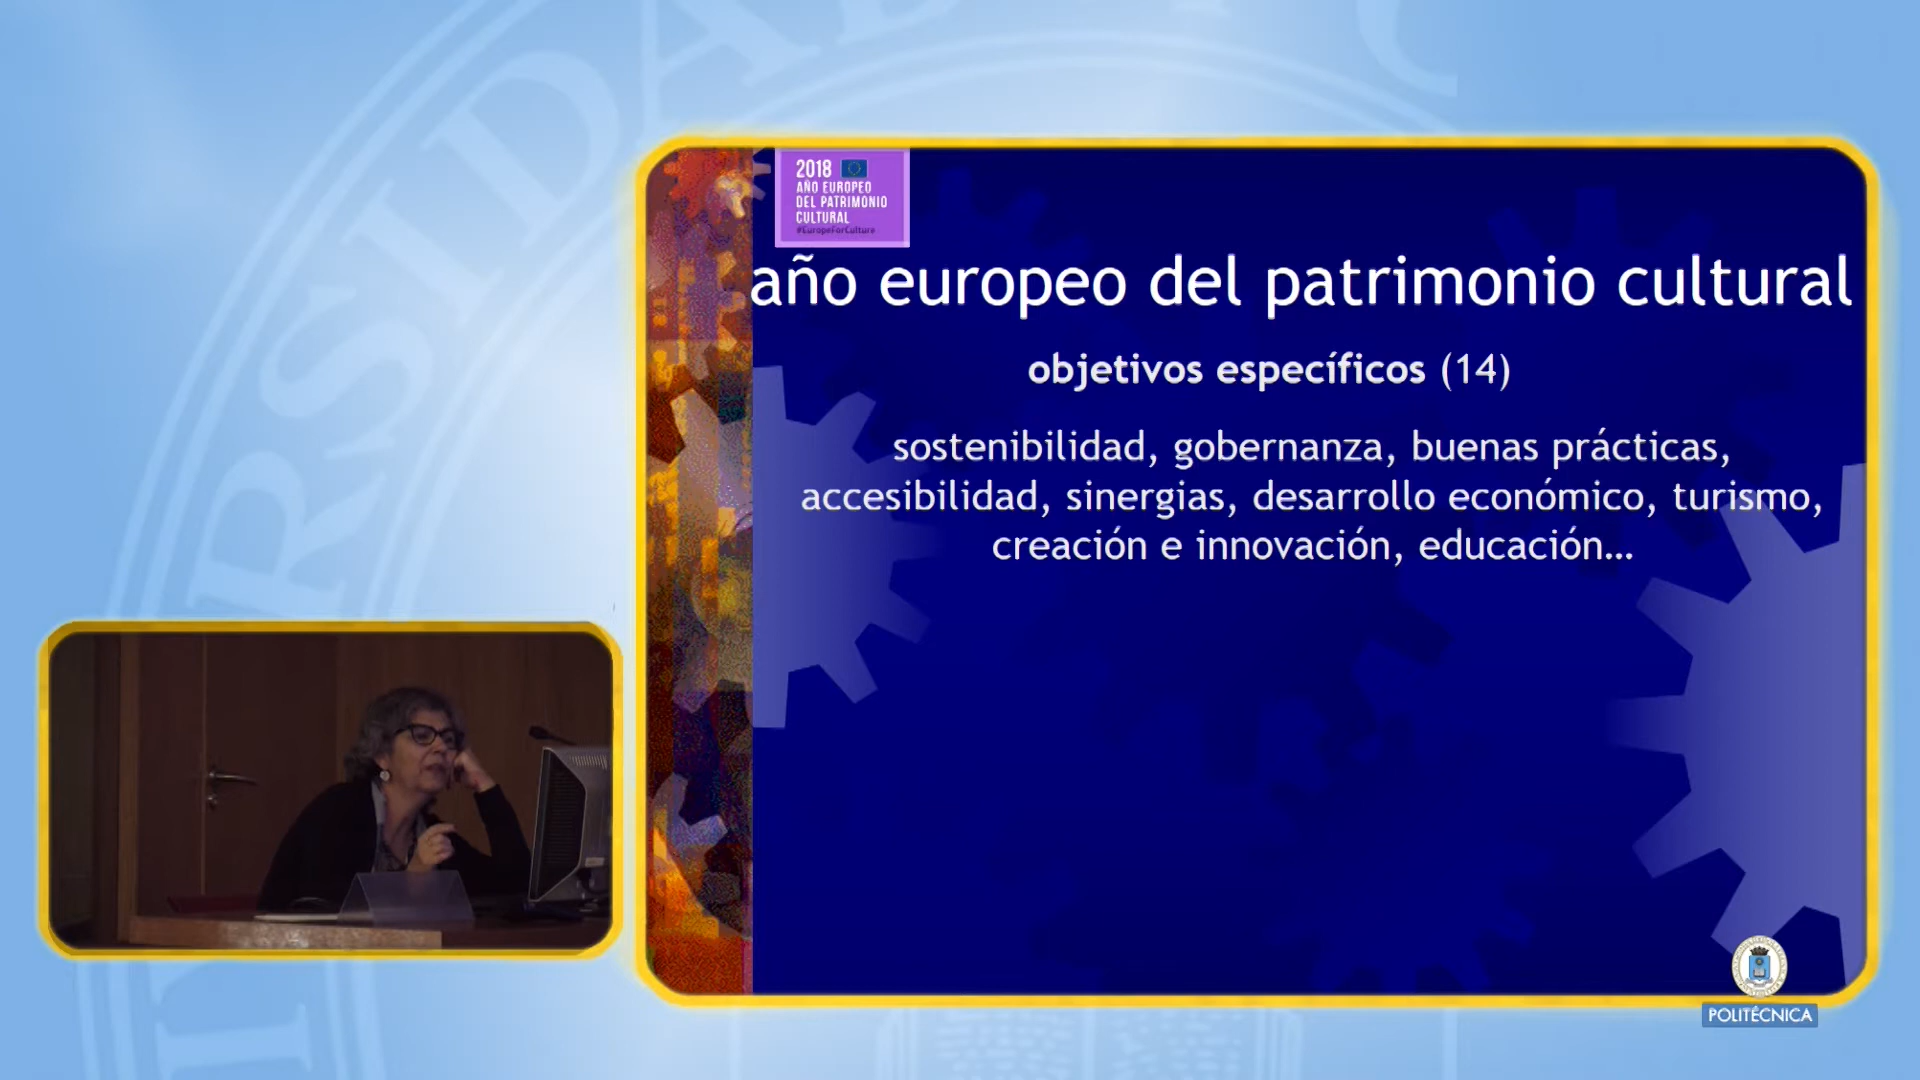 2018
AÑO EUROPEO
DEL PATRIMONIO
CULTURAL
#EuropeForCulture
año europeo del patrimonio cultural
objetivos específicos (14)
sostenibilidad, gobernanza, buenas prácticas,
accesibilidad, sinergias, desarrollo económico, turismo,
creación e innovación, educación...
POLITÉCNICA